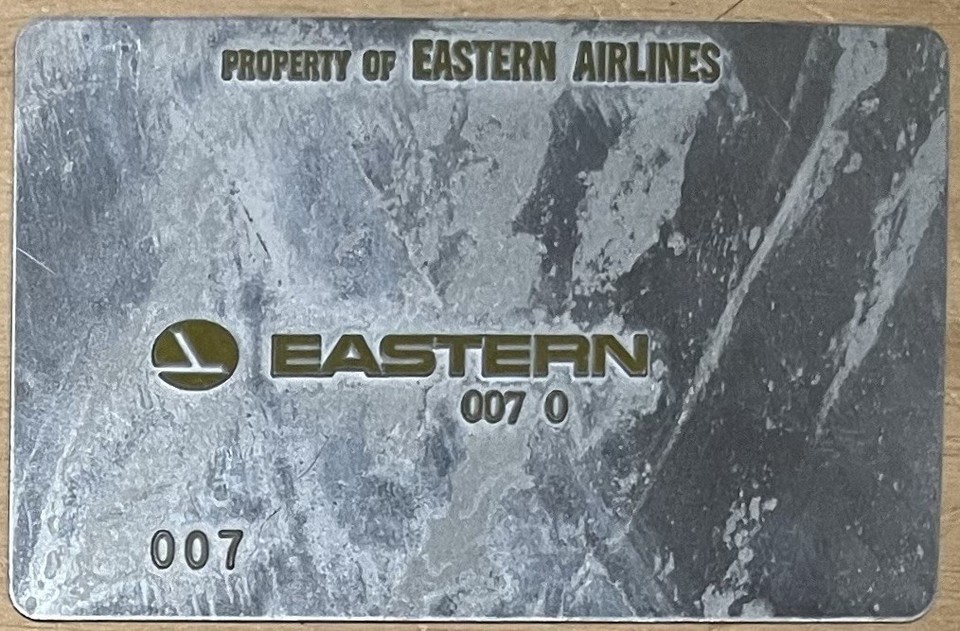 PROPERTY OF EASTERN AIRLINES
EASTERN
007 0
007